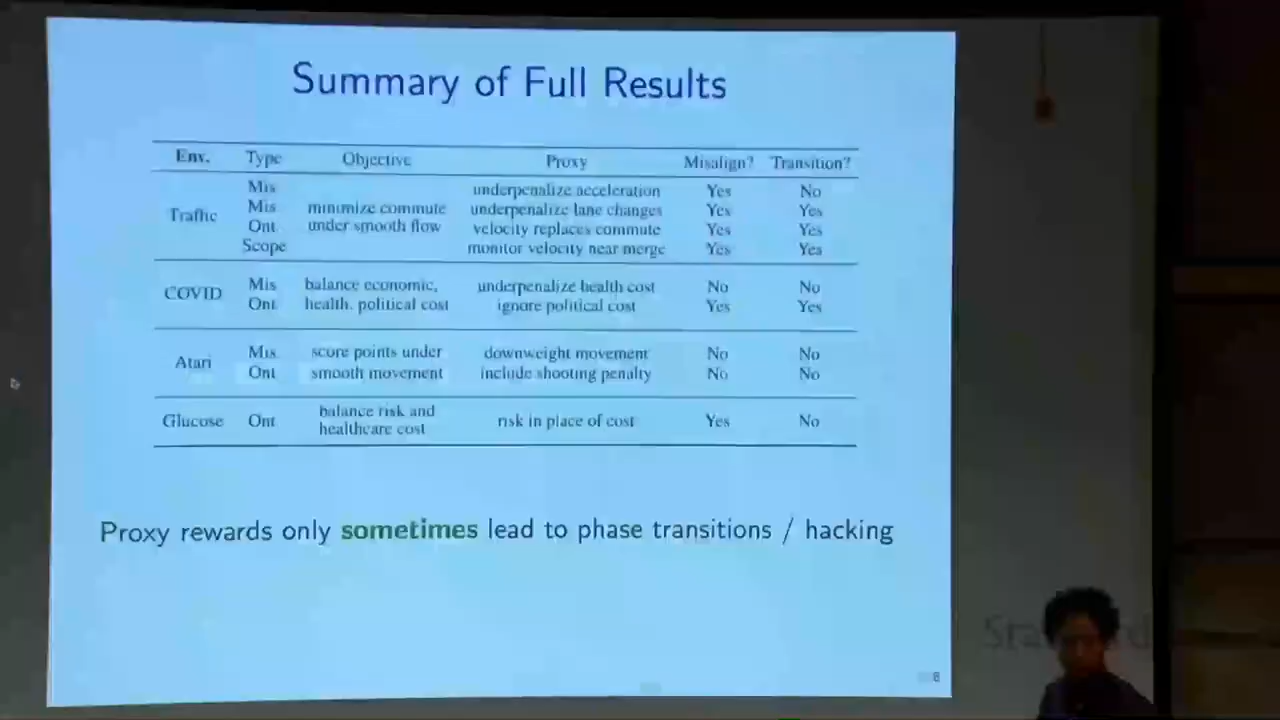 Summary of Full Results
Env. Type Objective Proxy Misalign? Transition?
Mis underpenalize acceleration Yes No
Mis minimize commute underpenalize lane changes Yes Yes
Traffic
Ont under smooth flow velocity replaces commute Yes Yes
Scope monitor velocity near merge Yes Yes
Mis balance economic, underpenalize health cost No No
COVID
Ont health, political cost ignore political cost Yes Yes
Mis score points under downweight movement No No
Atari
Ont smooth movement include shooting penalty No No
balance risk and
Glucose Ont risk in place of cost Yes No
healthcare cost
Proxy rewards only sometimes lead to phase transitions / hacking